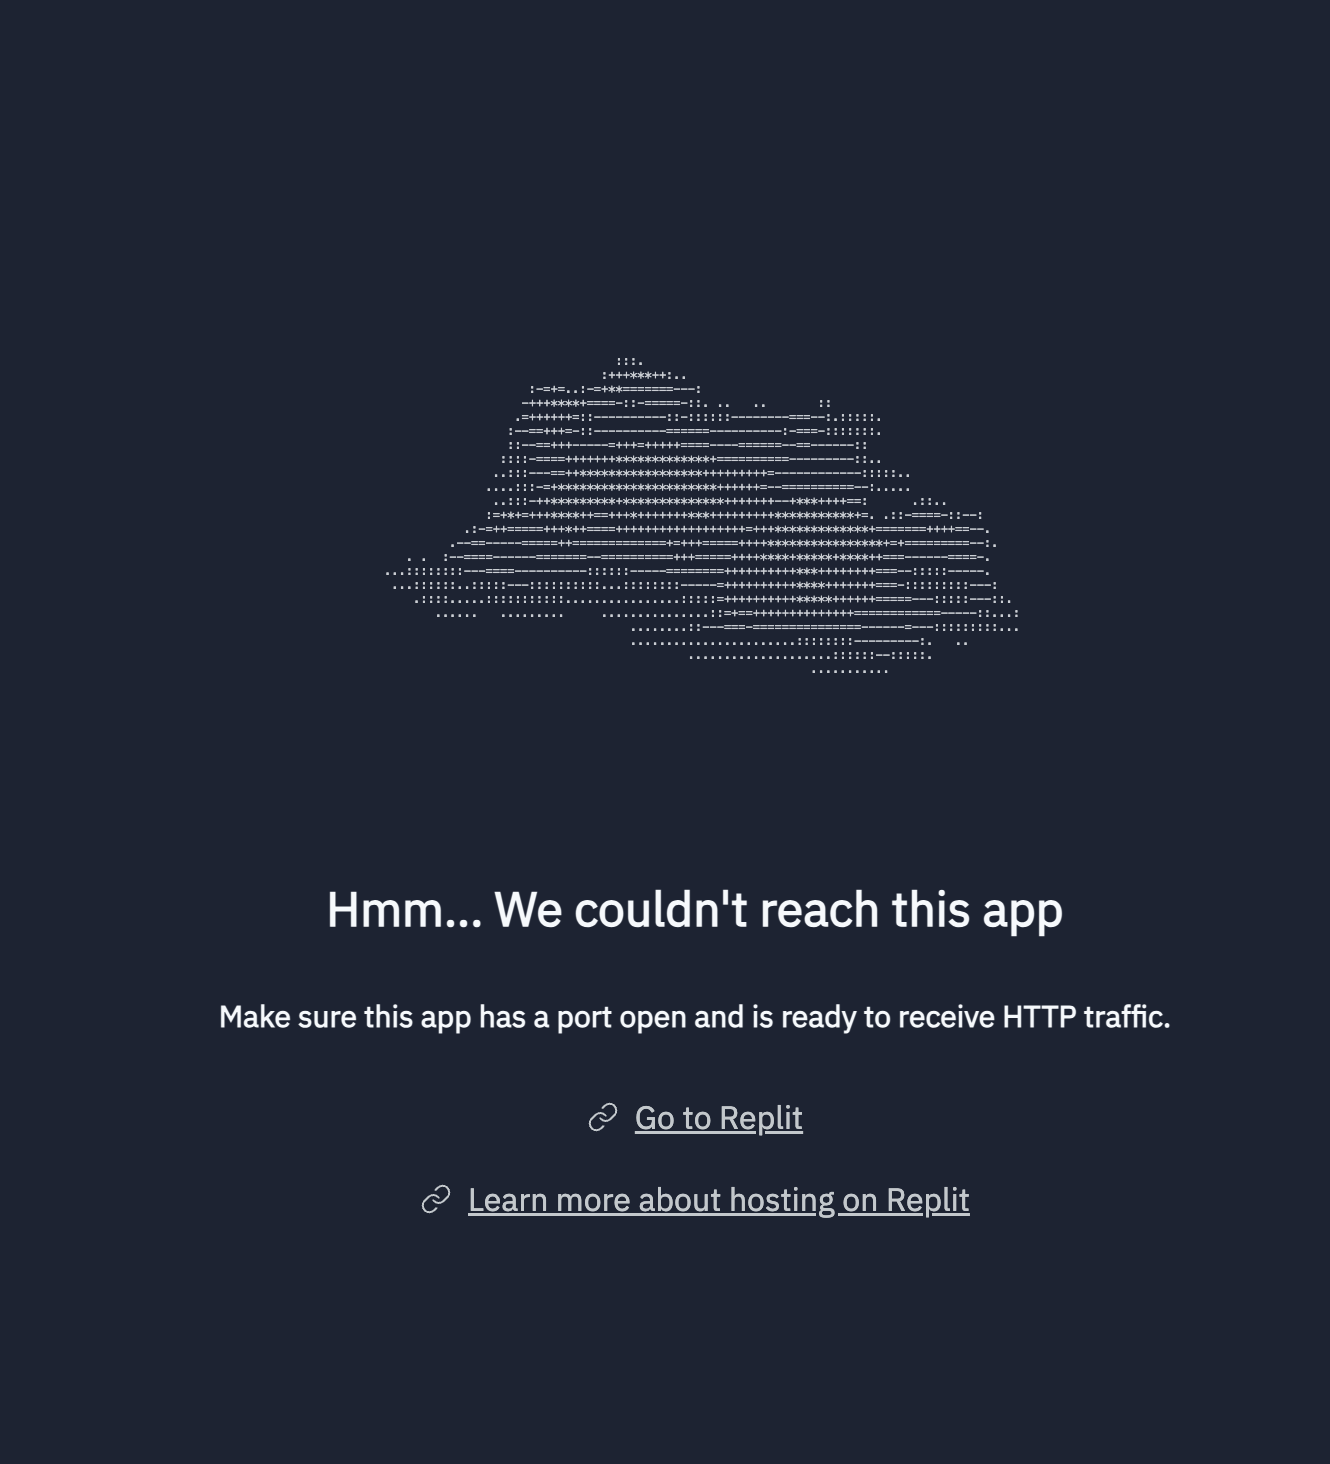 Hmm... We couldn't reach this app
Make sure this app has a port open and is ready to receive HTTP traffic.
Go to Replit
Learn more about hosting on Replit